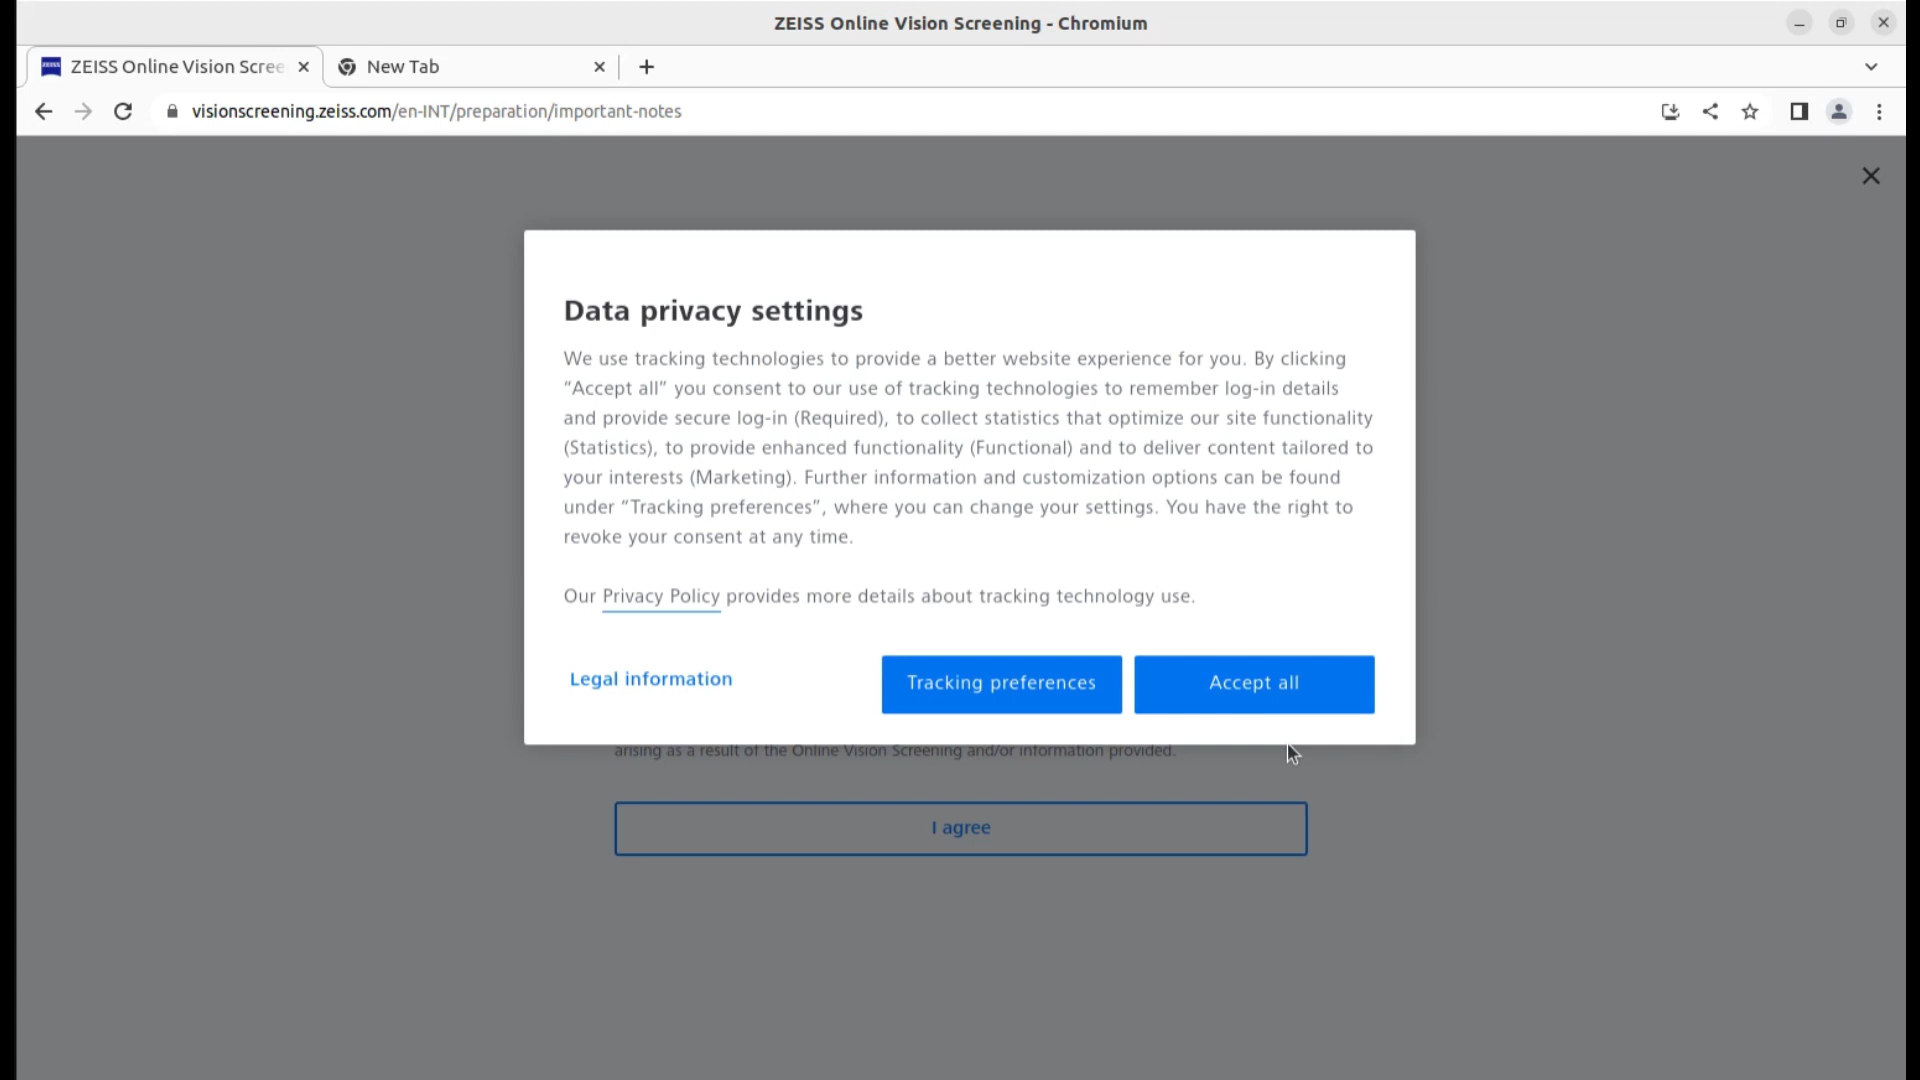 ZEISS Online Vision Screening - Chromium
ZEISS Online Vision Scree
New Tab
visionscreening.zeiss.com/en-INT/preparation/important-notes
Data privacy settings
We use tracking technologies to provide a better website experience for you. By clicking
“Accept all” you consent to our use of tracking technologies to remember log-in details
and provide secure log-in (Required), to collect statistics that optimize our site functionality
(Statistics), to provide enhanced functionality (Functional) and to deliver content tailored to
your interests (Marketing). Further information and customization options can be found
under “Tracking preferences”, where you can change your settings. You have the right to
revoke your consent at any time.
Our Privacy Policy provides more details about tracking technology use.
Legal information
Tracking preferences
Accept all
arising as a result of the Online Vision Screening and/or information provided.
I agree